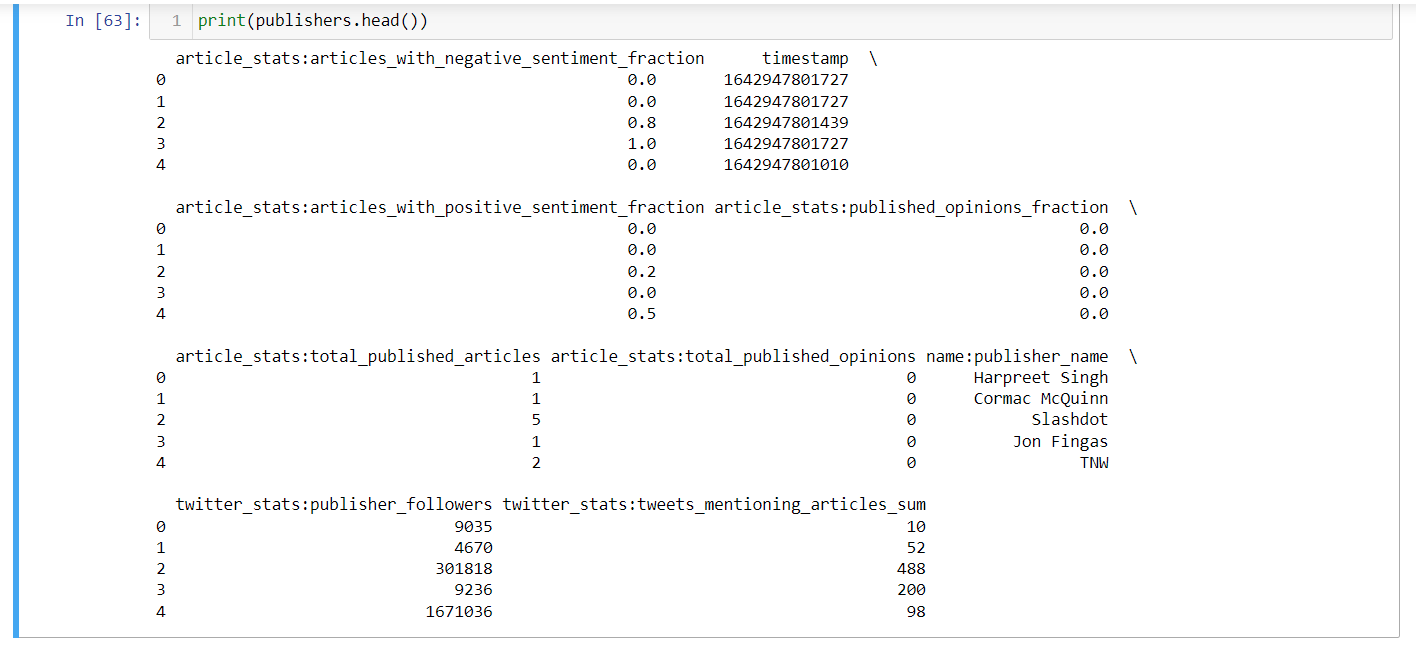 In [63]: 1 print(publishers.head())
article_stats:articles_with_negative_sentiment_fraction timestamp \
0 0.0 1642947801727
1 0.0 1642947801727
2 0.8 1642947801439
3 1.0 1642947801727
4 0.0 1642947801010
article_stats:articles_with_positive_sentiment_fraction article_stats:published_opinions_fraction \
0 0.0 0.0
1 0.0 0.0
2 0.2 0.0
3 0.0 0.0
4 0.5 0.0
article_stats:total_published_articles article_stats:total_published_opinions name:publisher_name \
0 1 0 Harpreet Singh
1 1 0 Cormac McQuinn
2 5 0 Slashdot
3 1 0 Jon Fingas
4 2 0 TNW
twitter_stats:publisher_followers twitter_stats:tweets_mentioning_articles_sum
0 9035 10
1 4670 52
2 301818 488
3 9236 200
4 1671036 98